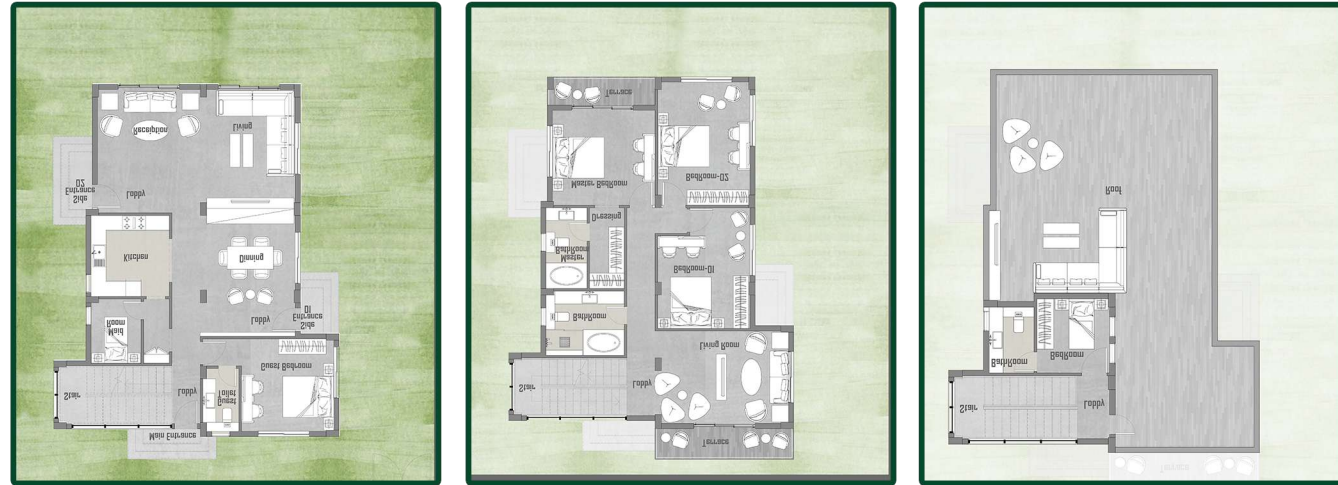 Reception
Living
Side
Entrance
02
Lobby
Kitchen
Dinning
Maid
Room
Lobby
Side
Entrance
01
Guest Bedroom
Stair
Lobby
Guest
Toilet
Main Entrance
Terrace
Master BedRoom
BedRoom-02
Dressing
Master
BathRoom
BedRoom-01
BathRoom
Living Room
Lobby
Stair
Terrace
Roof
BathRoom
BedRoom
Stair
Lobby
Terrace